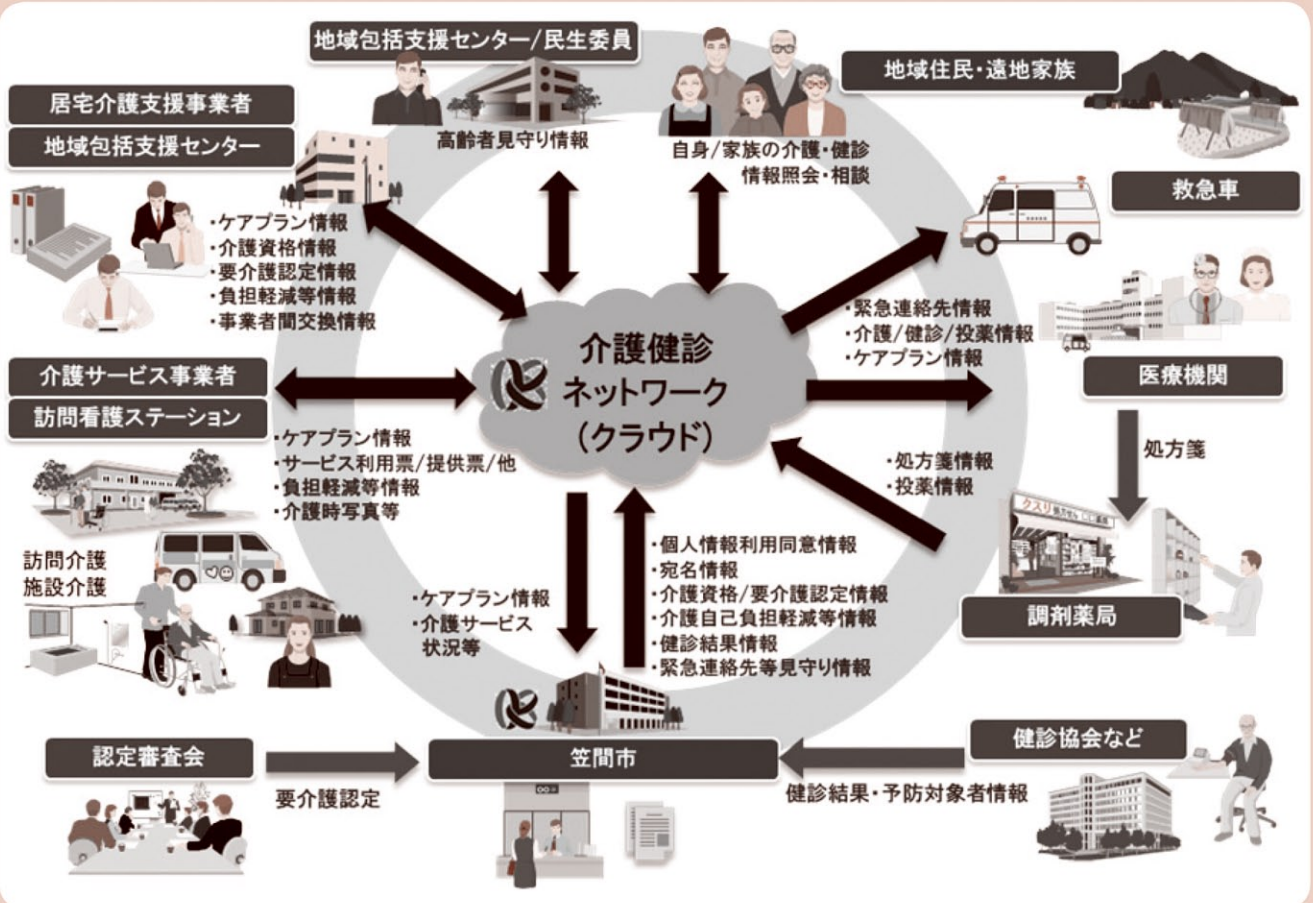 地域包括支援センター/民生委員
高齢者見守り情報
地域住民・遠地家族
自身/家族の介護・健診
情報照会・相談
居宅介護支援事業者
地域包括支援センター
・ケアプラン情報
・介護資格情報
・要介護認定情報
・負担軽減等情報
・事業者間交換情報
救急車
・緊急連絡先情報
・介護/健診/投薬情報
・ケアプラン情報
医療機関
処方箋
介護健診
ネットワーク
(クラウド)
介護サービス事業者
訪問看護ステーション
・ケアプラン情報
・サービス利用票/提供票/他
・負担軽減等情報
・介護時写真等
訪問介護
施設介護
・処方箋情報
・投薬情報
クスリ
調剤薬局
・ケアプラン情報
・介護サービス
状況等
・個人情報利用同意情報
・宛名情報
・介護資格/要介護認定情報
・介護自己負担軽減等情報
・健診結果情報
・緊急連絡先等見守り情報
認定審査会
要介護認定
笠間市
健診協会など
健診結果・予防対象者情報